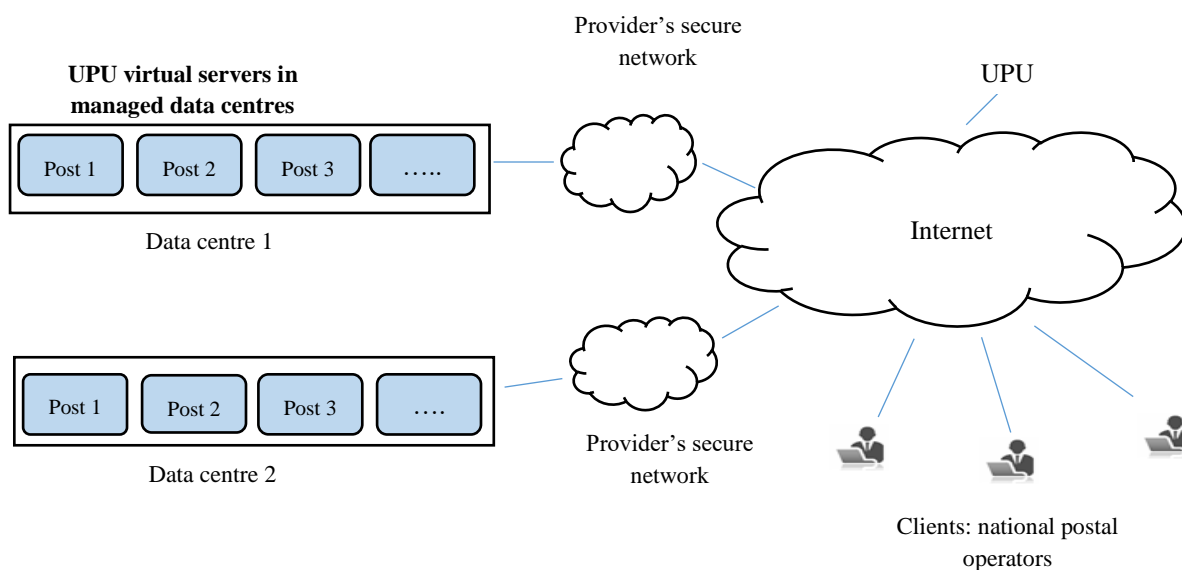 Provider's secure
network
UPU virtual servers in
managed data centres
UPU
Post 1
Post 2
Post 3
…..
Data centre 1
Internet
Post 1
Post 2
Post 3
….
Data centre 2
Provider's secure
network
Clients: national postal
operators